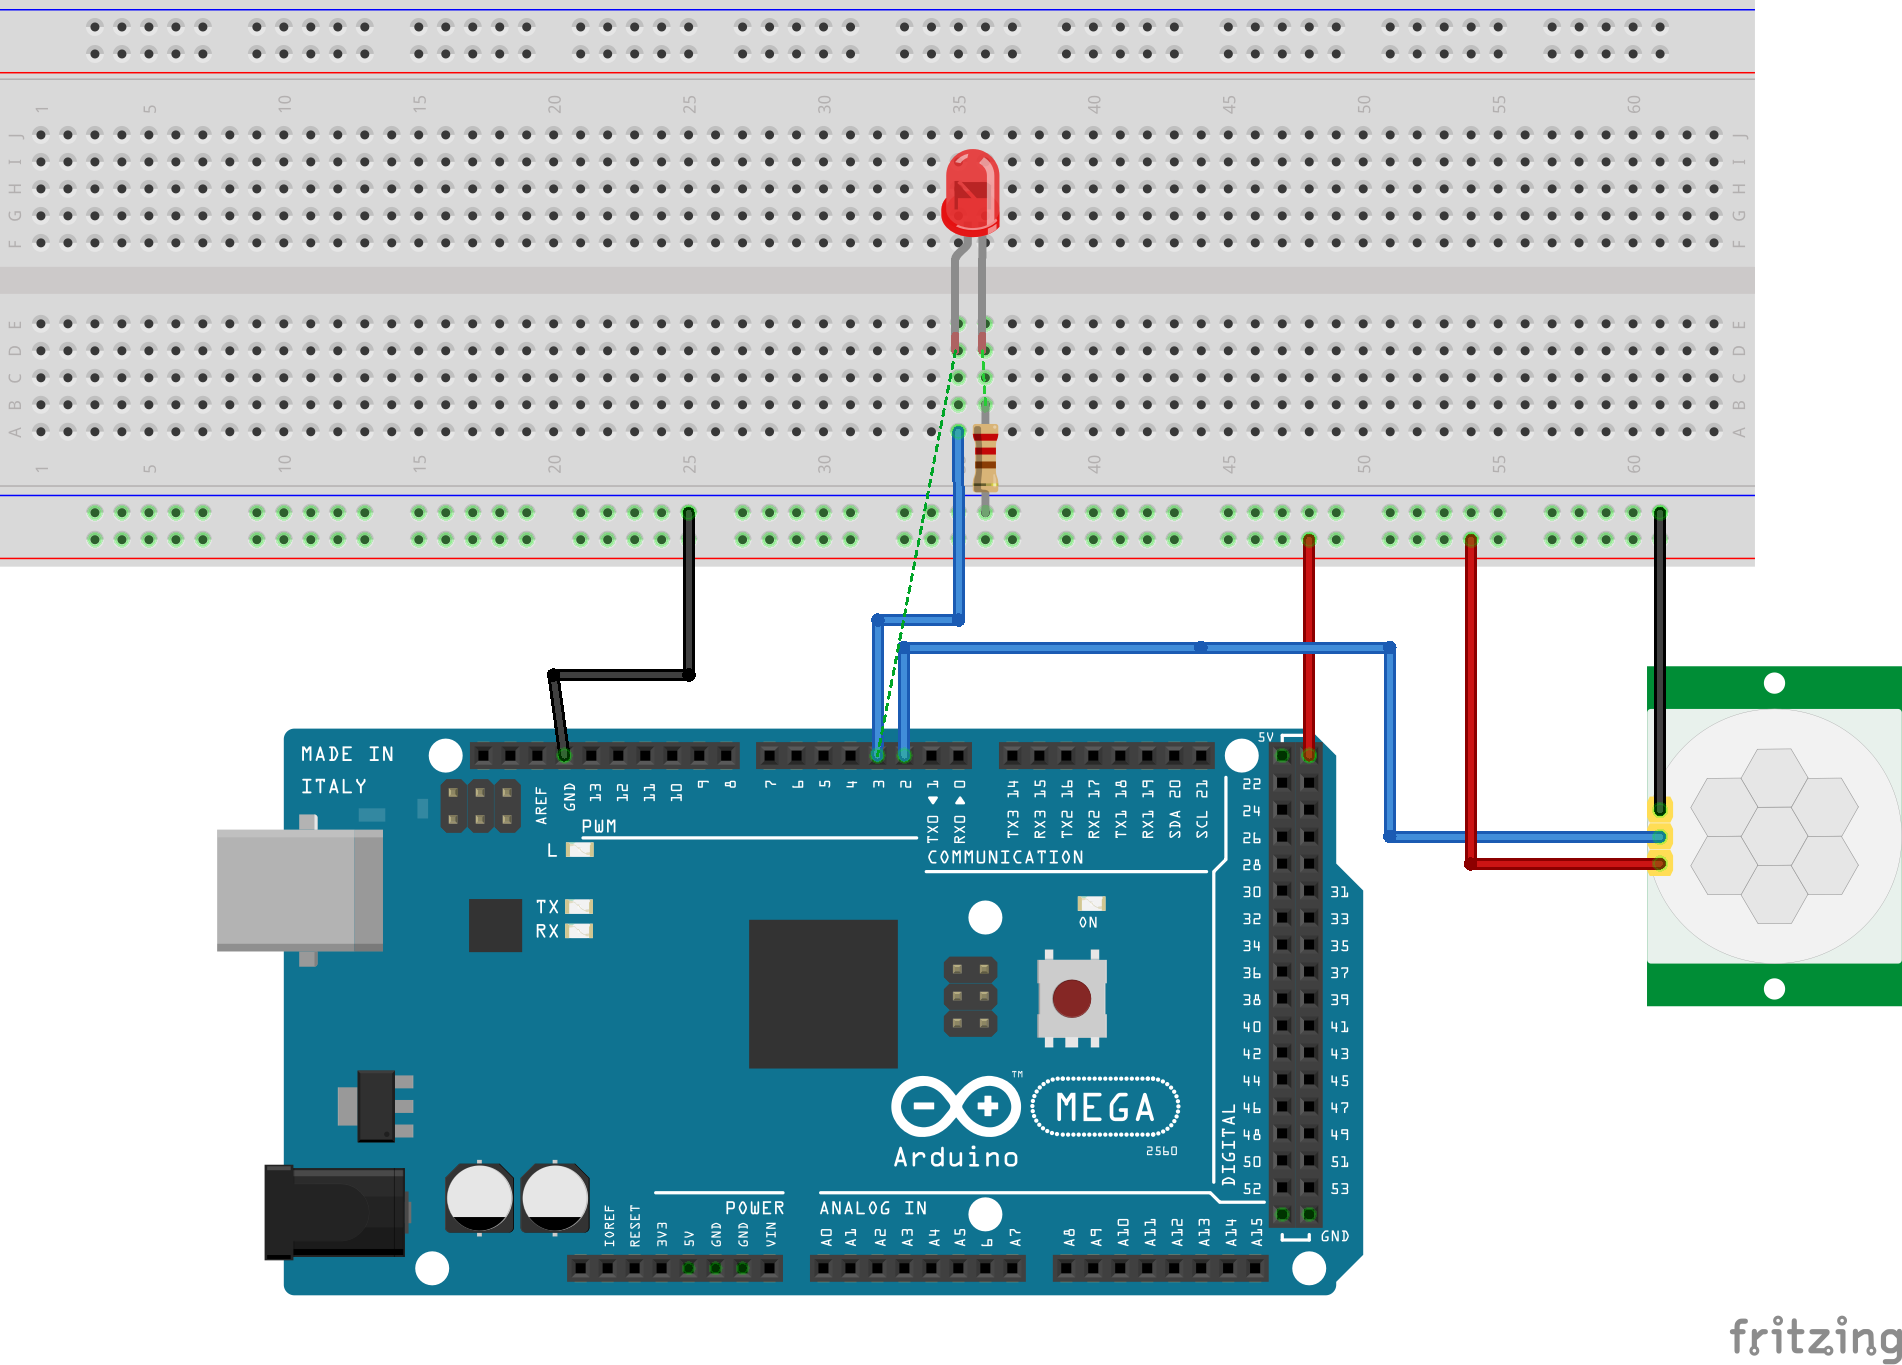 1 5 10 15 20 25 30 35 40 45 50 55 60
J J
I I
H H
G G
F F
E E
D D
C C
B B
A A
1 5 10 15 20 25 30 40 45 50 55 60
MADE IN
ITALY
AREF GND 13 12 11 10 9 8
7 6 5 4 3 2 1 0
TX0 RX0
TX3 14 RX3 15 TX2 16 RX2 17 TX1 18 RX1 19 SDA 20 SCL 21
5V
PWM
L
COMMUNICATION
TX
RX
ON
22
24
26
28
30 31
32 33
34 35
36 37
38 39
40 41
42 43
44 45
46 47
48 49
50 51
52 53
GND
DIGITAL
TM
MEGA
Arduino
2560
POWER
ANALOG IN
IOREF RESET 3V3 5V GND GND VIN
A0 A1 A2 A3 A4 A5 6 A7
A8 A9 A10 A11 A12 A13 A14 A15
fritzing